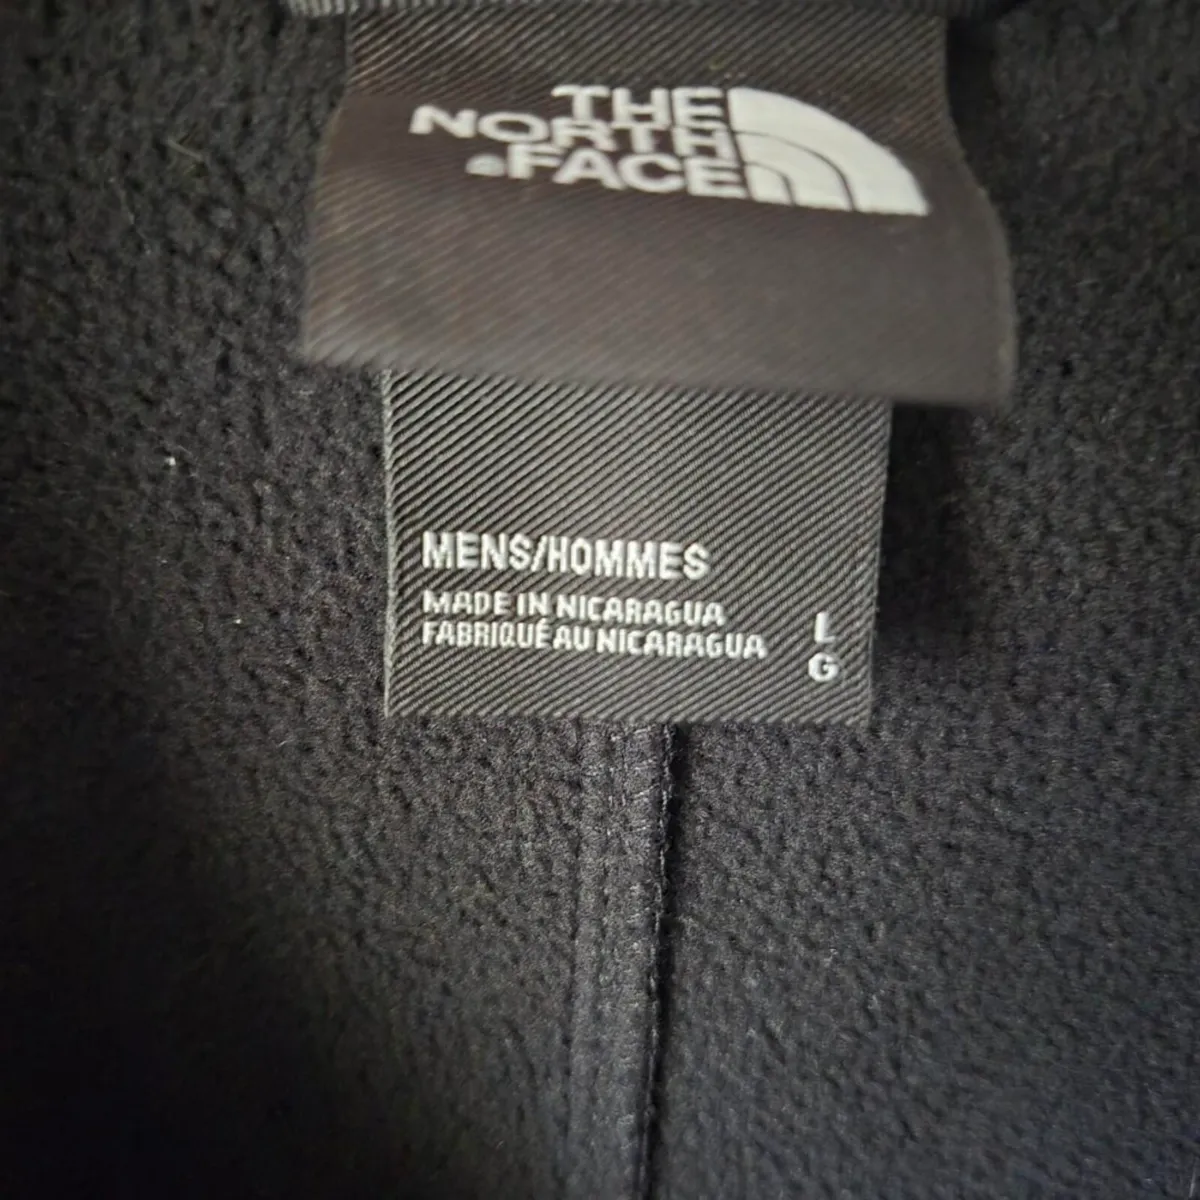 THE
NORTH
FACE
MENS/HOMMES
MADE IN NICARAGUA
FABRIQUÉ AU NICARAGUA
L
G